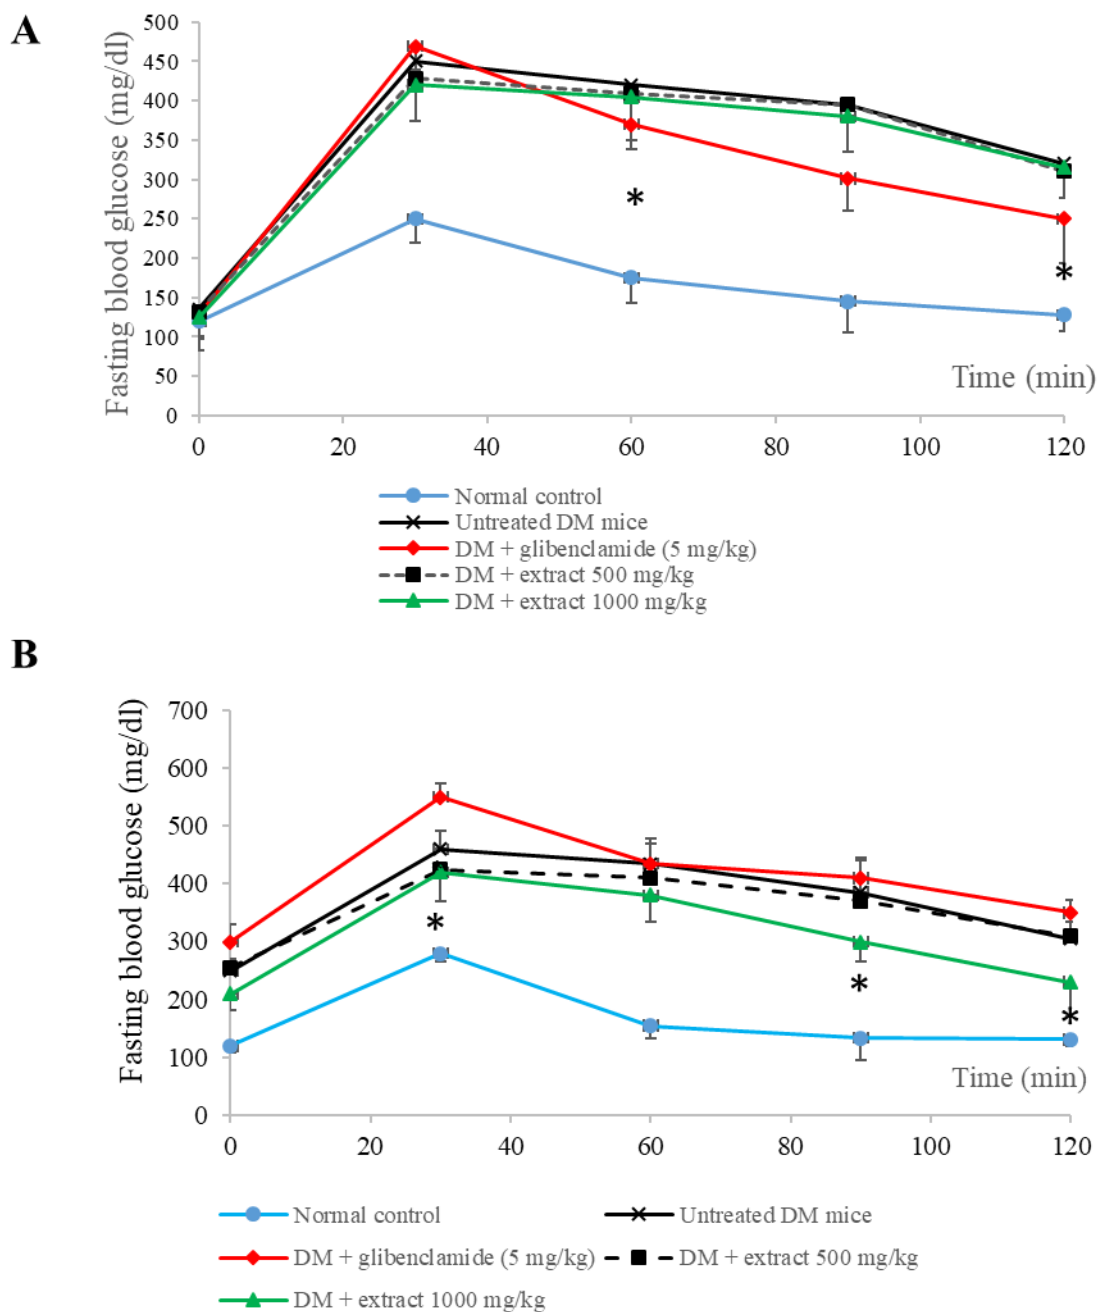 A
Fasting blood glucose (mg/dl)
500
450
400
350
300
250
200
150
100
50
0
*
*
Time (min)
0 20 40 60 80 100 120
Normal control
Untreated DM mice
DM + glibenclamide (5 mg/kg)
DM + extract 500 mg/kg
DM + extract 1000 mg/kg
B
Fasting blood glucose (mg/dl)
700
600
500
400
300
200
100
0
*
*
*
Time (min)
0 20 40 60 80 100 120
Normal control Untreated DM mice
DM + glibenclamide (5 mg/kg) DM + extract 500 mg/kg
DM + extract 1000 mg/kg